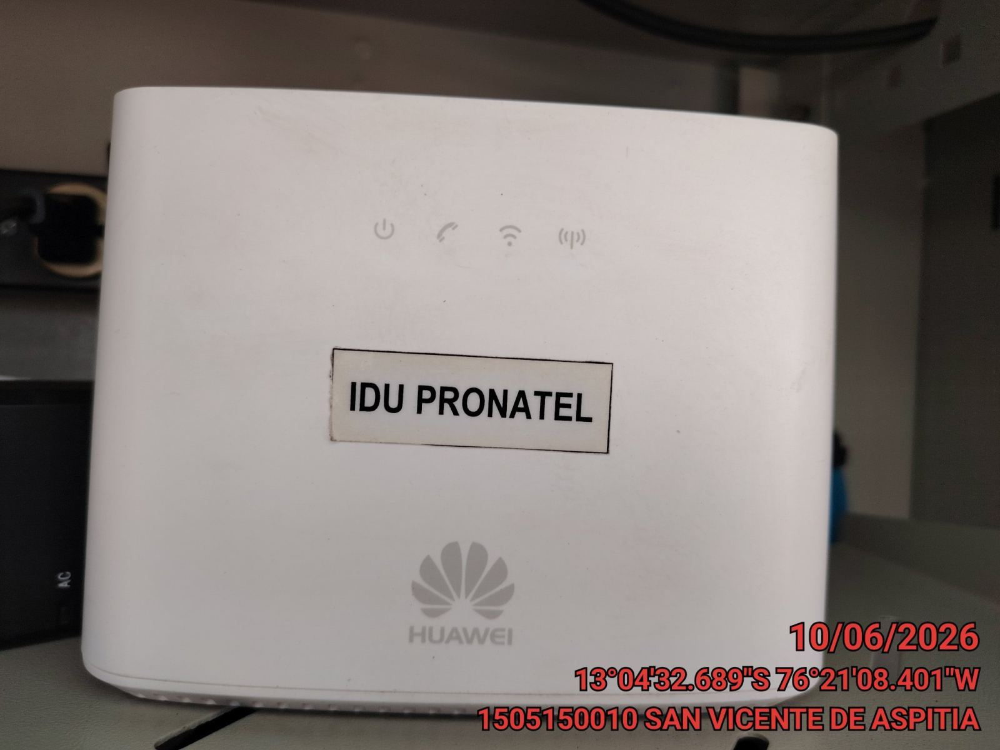 IDU PRONATEL
HUAWEI
AC
10/06/2026
13°04'32.689"S 76°21'08.401"W
1505150010 SAN VICENTE DE ASPITIA